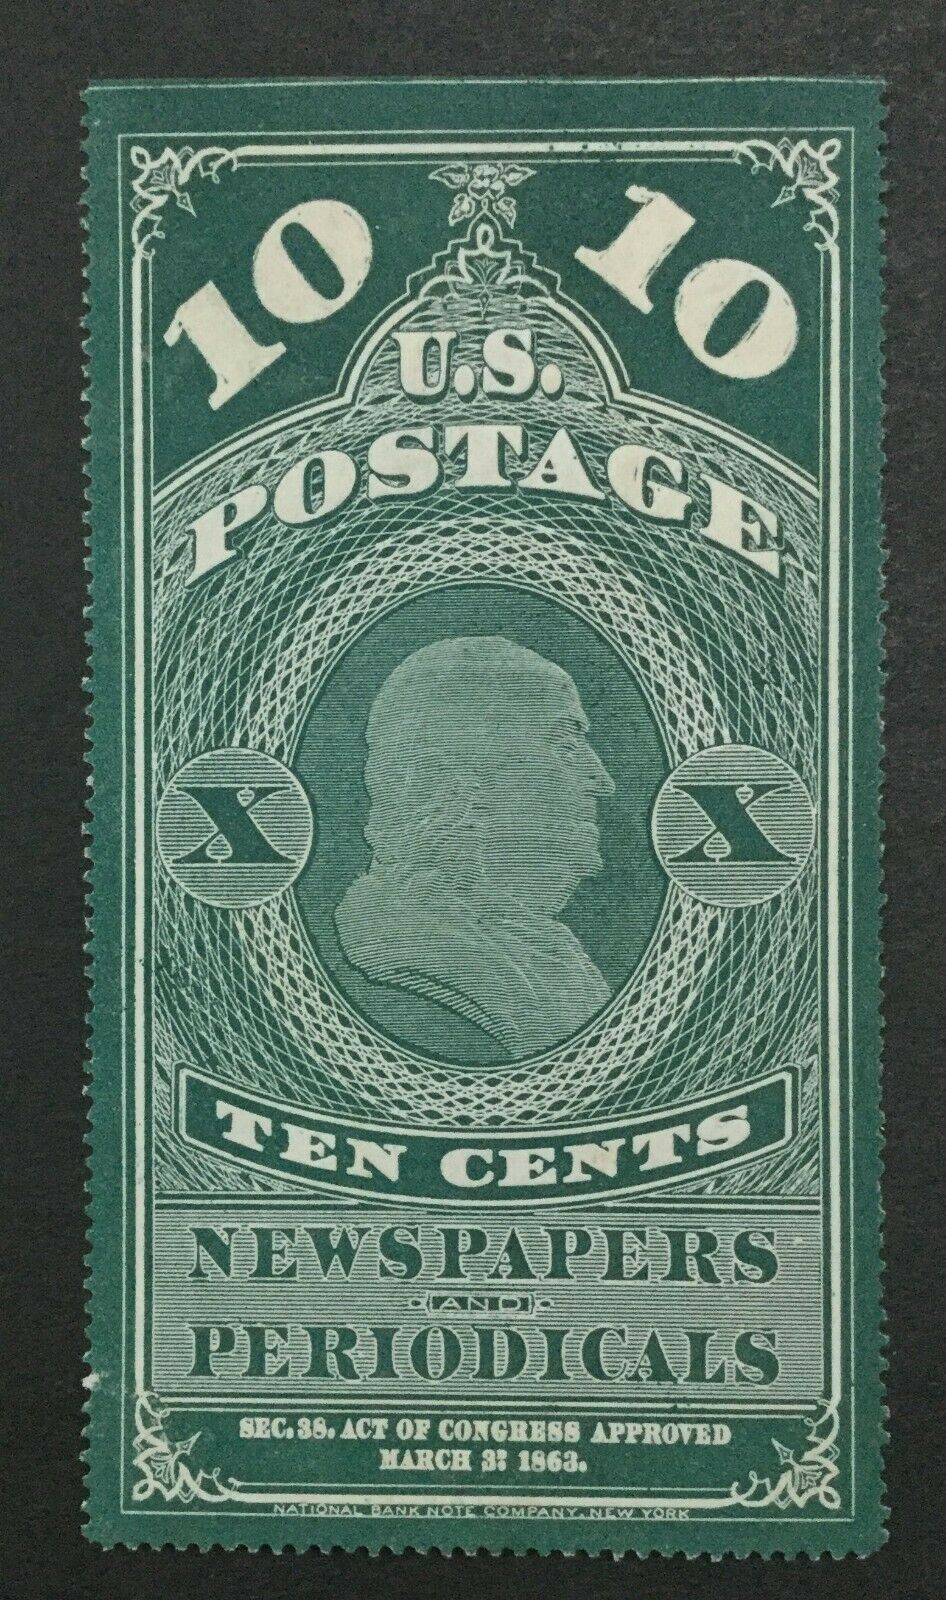 10 10
U.S.
POSTAGE
X X
TEN CENTS
NEWSPAPERS
AND
PERIODICALS
SEC. 38. ACT OF CONGRESS APPROVED
MARCH 3D 1863.
NATIONAL BANK NOTE COMPANY, NEW YORK